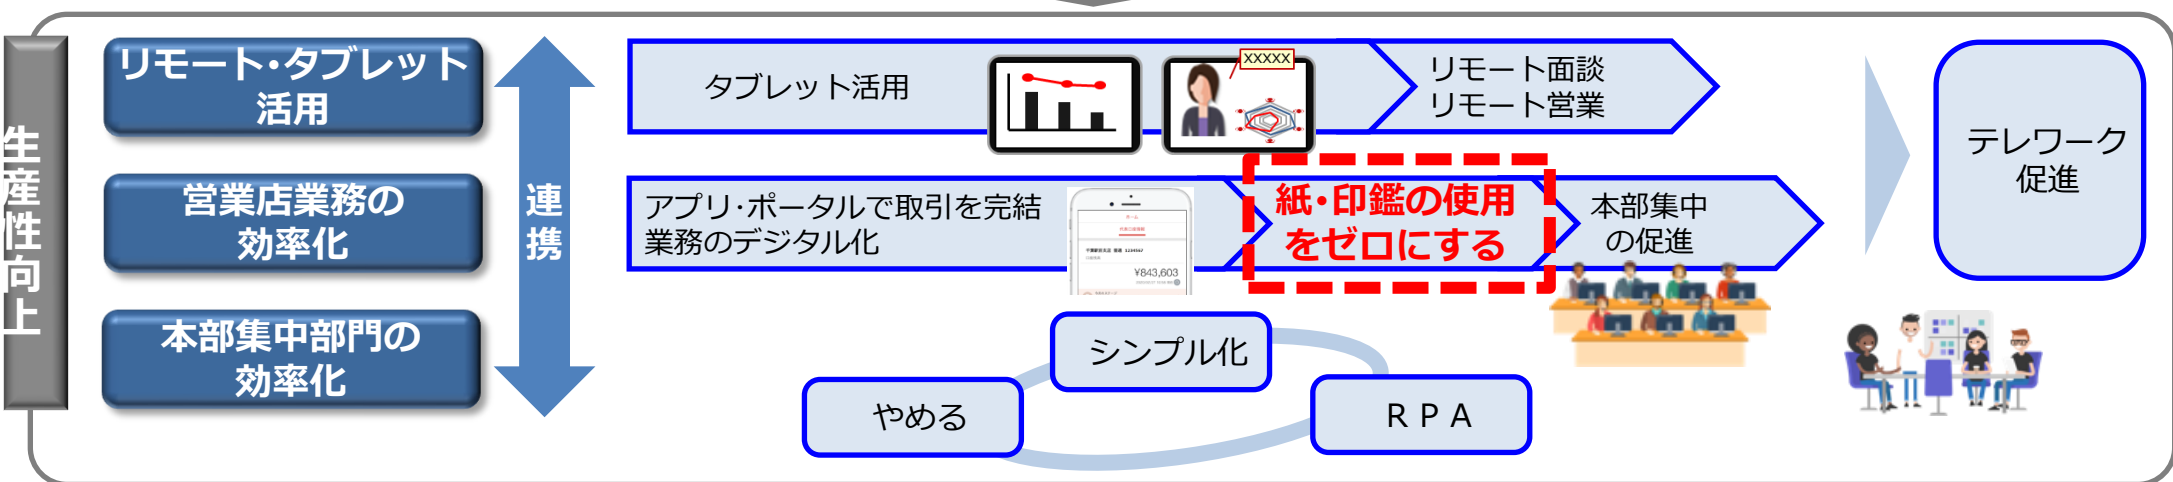 生産性向上
リモート・タブレット
活用
営業店業務の
効率化
本部集中部門の
効率化
連携
タブレット活用
XXXXX
リモート面談
リモート営業
アプリ・ポータルで取引を完結
業務のデジタル化
¥843,603
紙・印鑑の使用
をゼロにする
本部集中
の促進
シンプル化
やめる
ＲＰＡ
テレワーク
促進